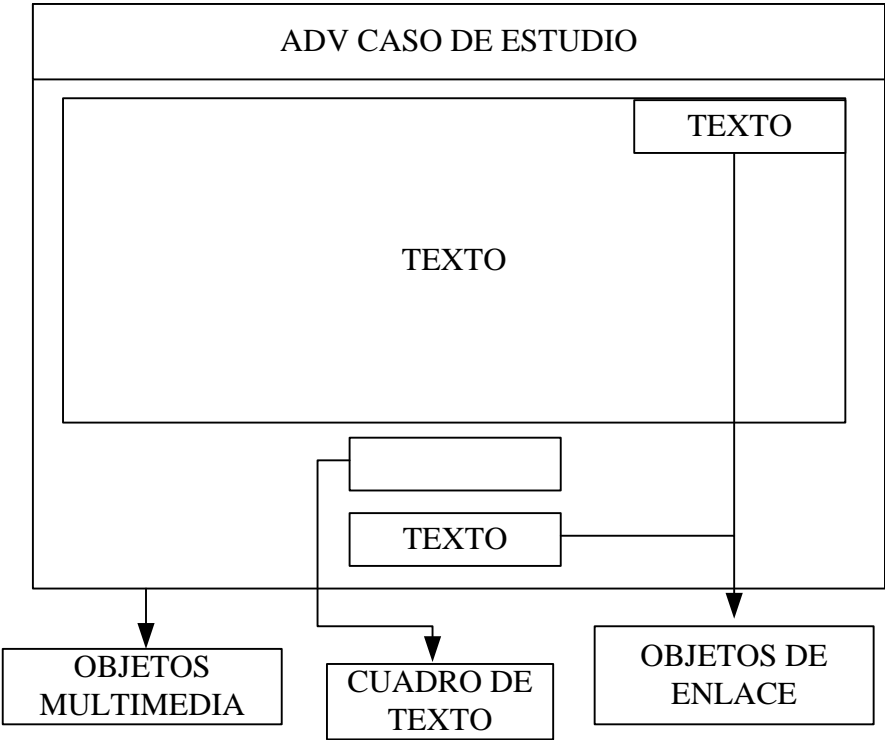 ADV CASO DE ESTUDIO
TEXTO
TEXTO
TEXTO
OBJETOS
MULTIMEDIA
CUADRO DE
TEXTO
OBJETOS DE
ENLACE